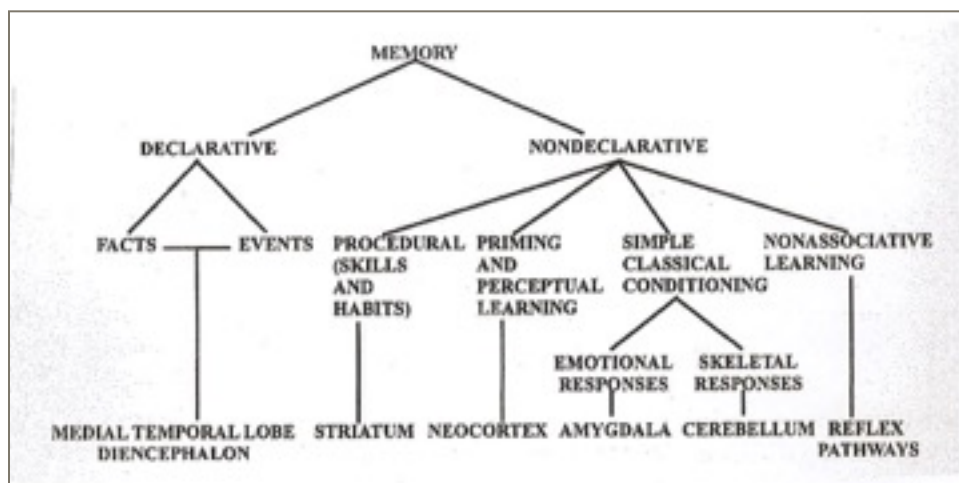 MEMORY
DECLARATIVE
NONDECLARATIVE
FACTS
EVENTS
PROCEDURAL
(SKILLS
AND
HABITS)
PRIMING
AND
PERCEPTUAL
LEARNING
SIMPLE
CLASSICAL
CONDITIONING
NONASSOCIATIVE
LEARNING
EMOTIONAL
RESPONSES
SKELETAL
RESPONSES
MEDIAL TEMPORAL LOBE
DIENCEPHALON
STRIATUM
NEOCORTEX
AMYGDALA
CEREBELLUM
REFLEX
PATHWAYS